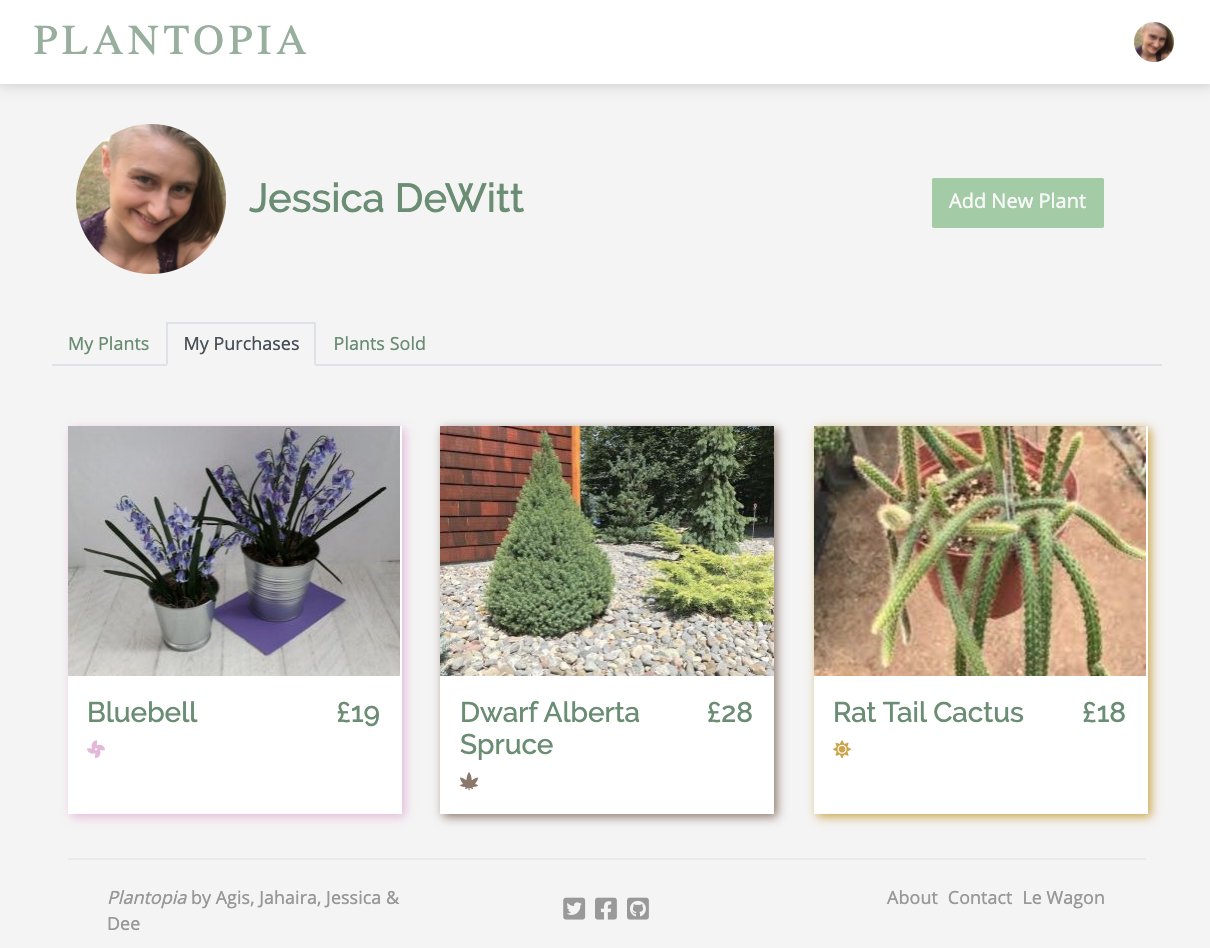 PLANTOPIA
Jessica DeWitt
Add New Plant
My Plants
My Purchases
Plants Sold
Bluebell
£19
Dwarf Alberta
Spruce
£28
Rat Tail Cactus
£18
Plantopia by Agis, Jahaira, Jessica &
Dee
About Contact Le Wagon